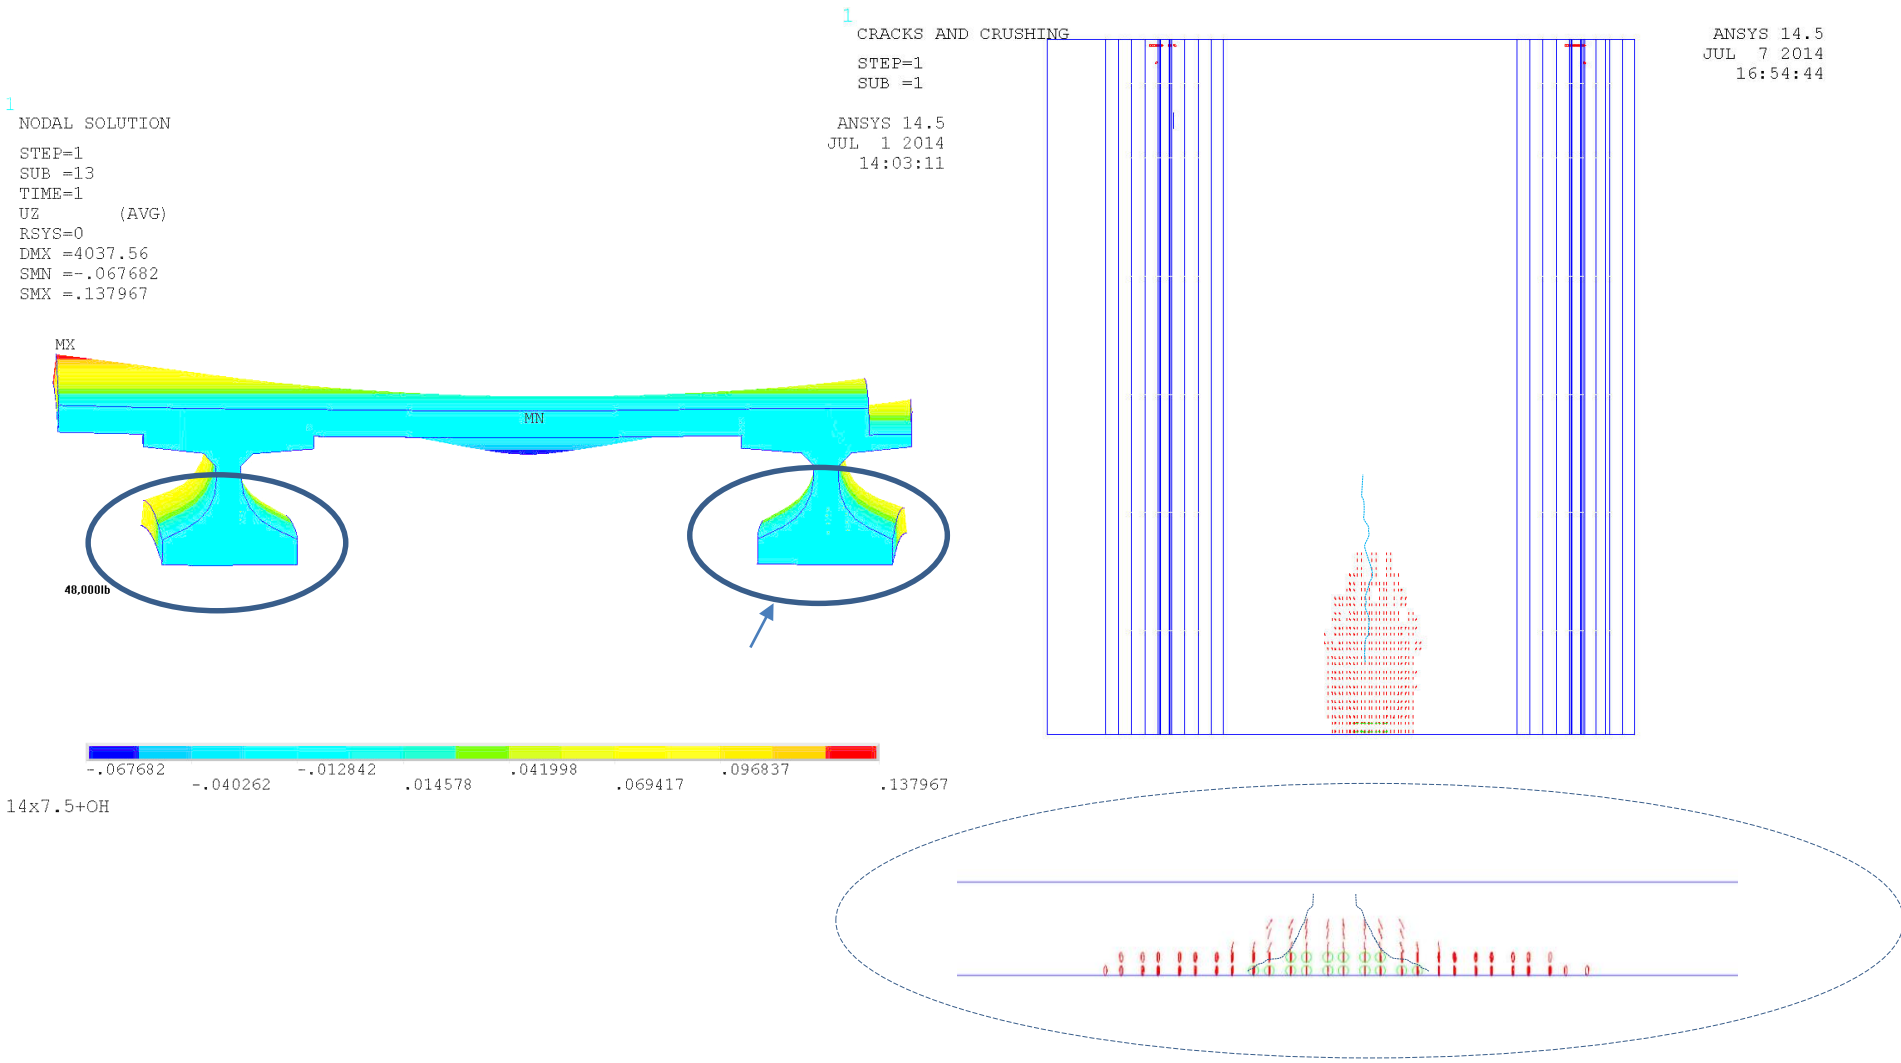 1
NODAL SOLUTION
STEP=1
SUB =13
TIME=1
UZ (AVG)
RSYS=0
DMX =4037.56
SMN =-.067682
SMX =.137967
ANSYS 14.5
JUL 1 2014
14:03:11
MX
MN
48,000lb
-.067682
-.040262
-.012842
.014578
.041998
.069417
.096837
.137967
14x7.5+OH
1
CRACKS AND CRUSHING
STEP=1
SUB =1
ANSYS 14.5
JUL 7 2014
16:54:44